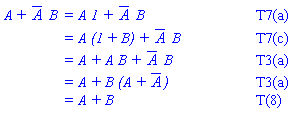 A + A̅ B = A 1 + A̅ B T7(a)
= A (1 + B) + A̅ B T7(c)
= A + A B + A̅ B T3(a)
= A + B (A + A̅ ) T3(a)
= A + B T(8)